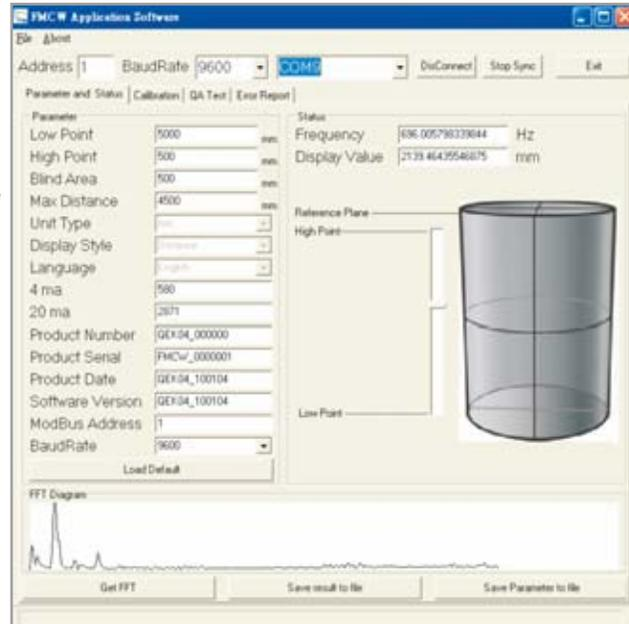 FMCW Application Software
File About
Address 1 BaudRate 9600 COM9 DisConnect Stop Sync Exit
Parameter and Status Calibration QA Test Error Report
Parameter
Low Point 5000 mm
High Point 500 mm
Blind Area 500 mm
Max Distance 4500 mm
Unit Type
Display Style Distance
Language English
4 ma 580
20 ma 2871
Product Number QEK04_000000
Product Serial FMCW_0000001
Product Date QEK04_100104
Software Version QEK04_100104
ModBus Address 1
BaudRate 9600
Load Default
Status
Frequency 696.005798339844 Hz
Display Value 2139.46435546875 mm
Reference Plane
High Point
Low Point
FFT Diagram
Get FFT Save result to file Save Parameter to file